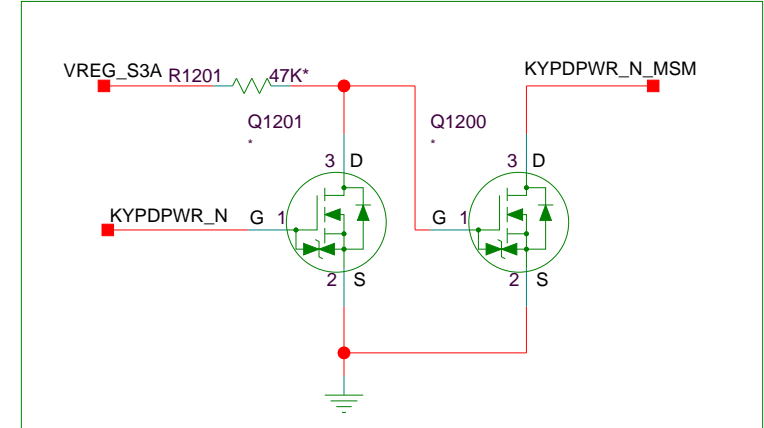 VREG_S3A R1201 47K* KYPDPWR_N_MSM
Q1201 Q1200
* *
3 D 3 D
KYPDPWR_N G 1 G 1
2 S 2 S